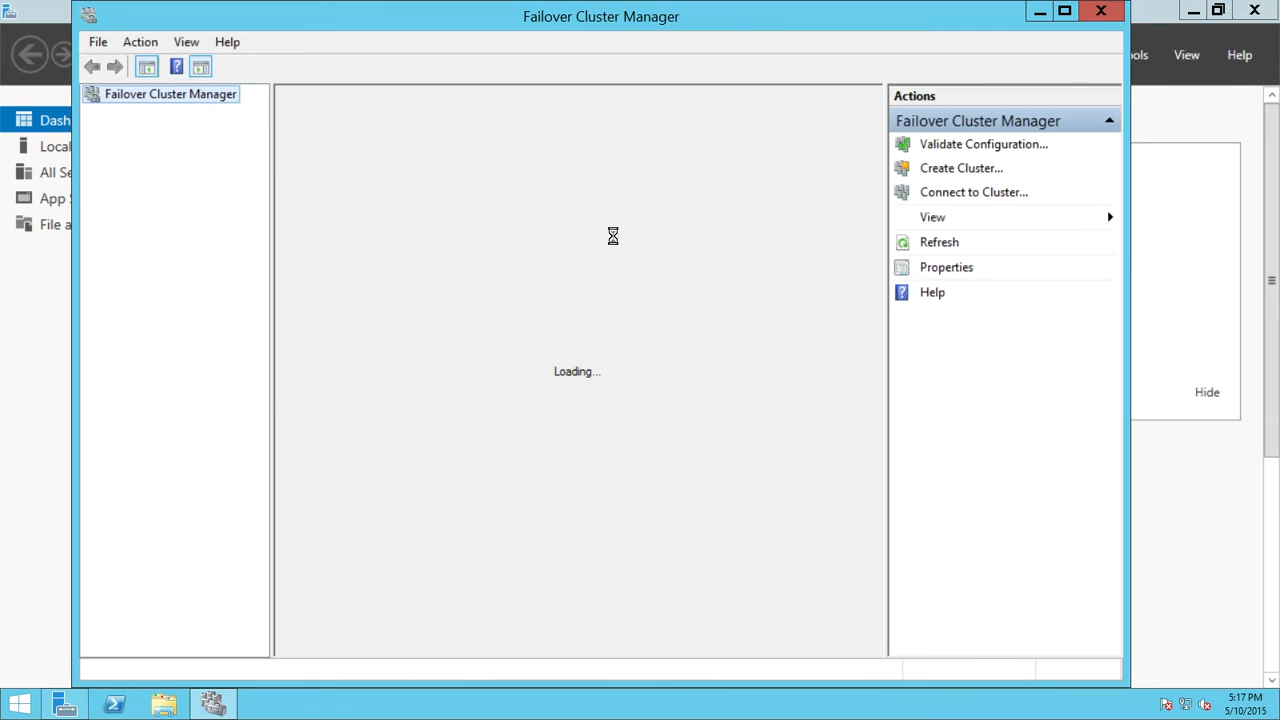 Failover Cluster Manager
File Action View Help
ols View Help
Failover Cluster Manager
Dash
Local
All Se
App S
File a
Loading...
Actions
Failover Cluster Manager
Validate Configuration...
Create Cluster...
Connect to Cluster...
View
Refresh
Properties
Help
Hide
5:17 PM
5/10/2015